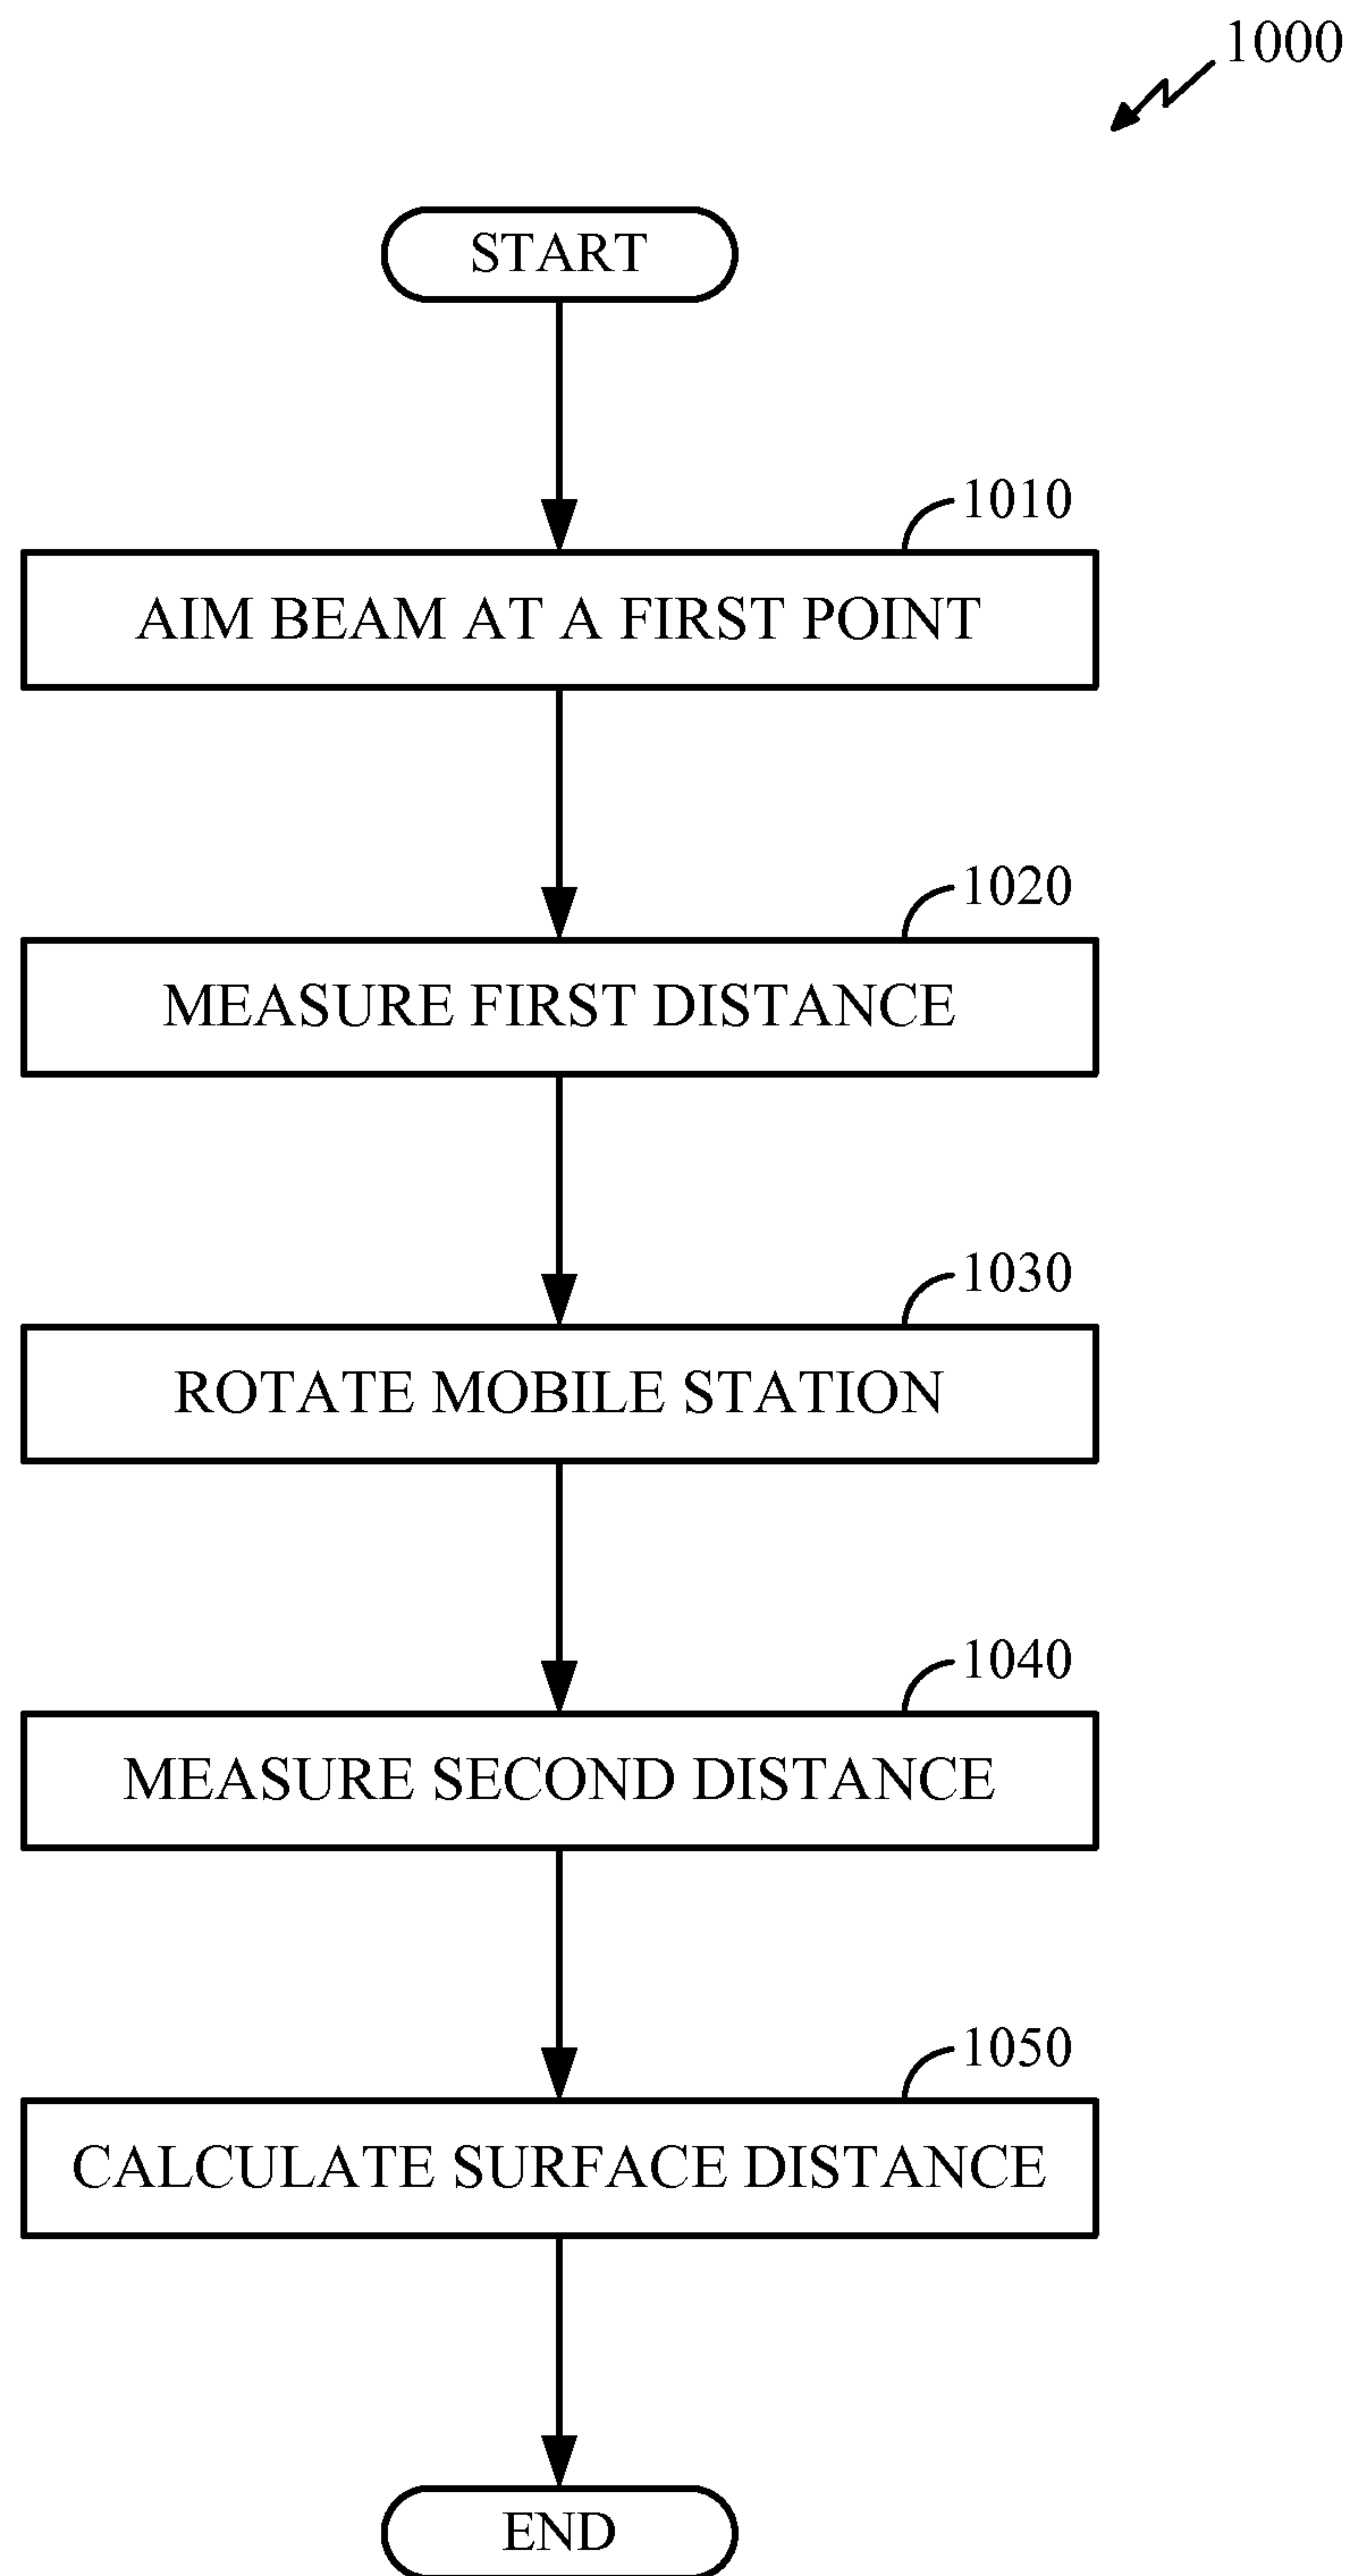 1000
START
1010
AIM BEAM AT A FIRST POINT
1020
MEASURE FIRST DISTANCE
1030
ROTATE MOBILE STATION
1040
MEASURE SECOND DISTANCE
1050
CALCULATE SURFACE DISTANCE
END